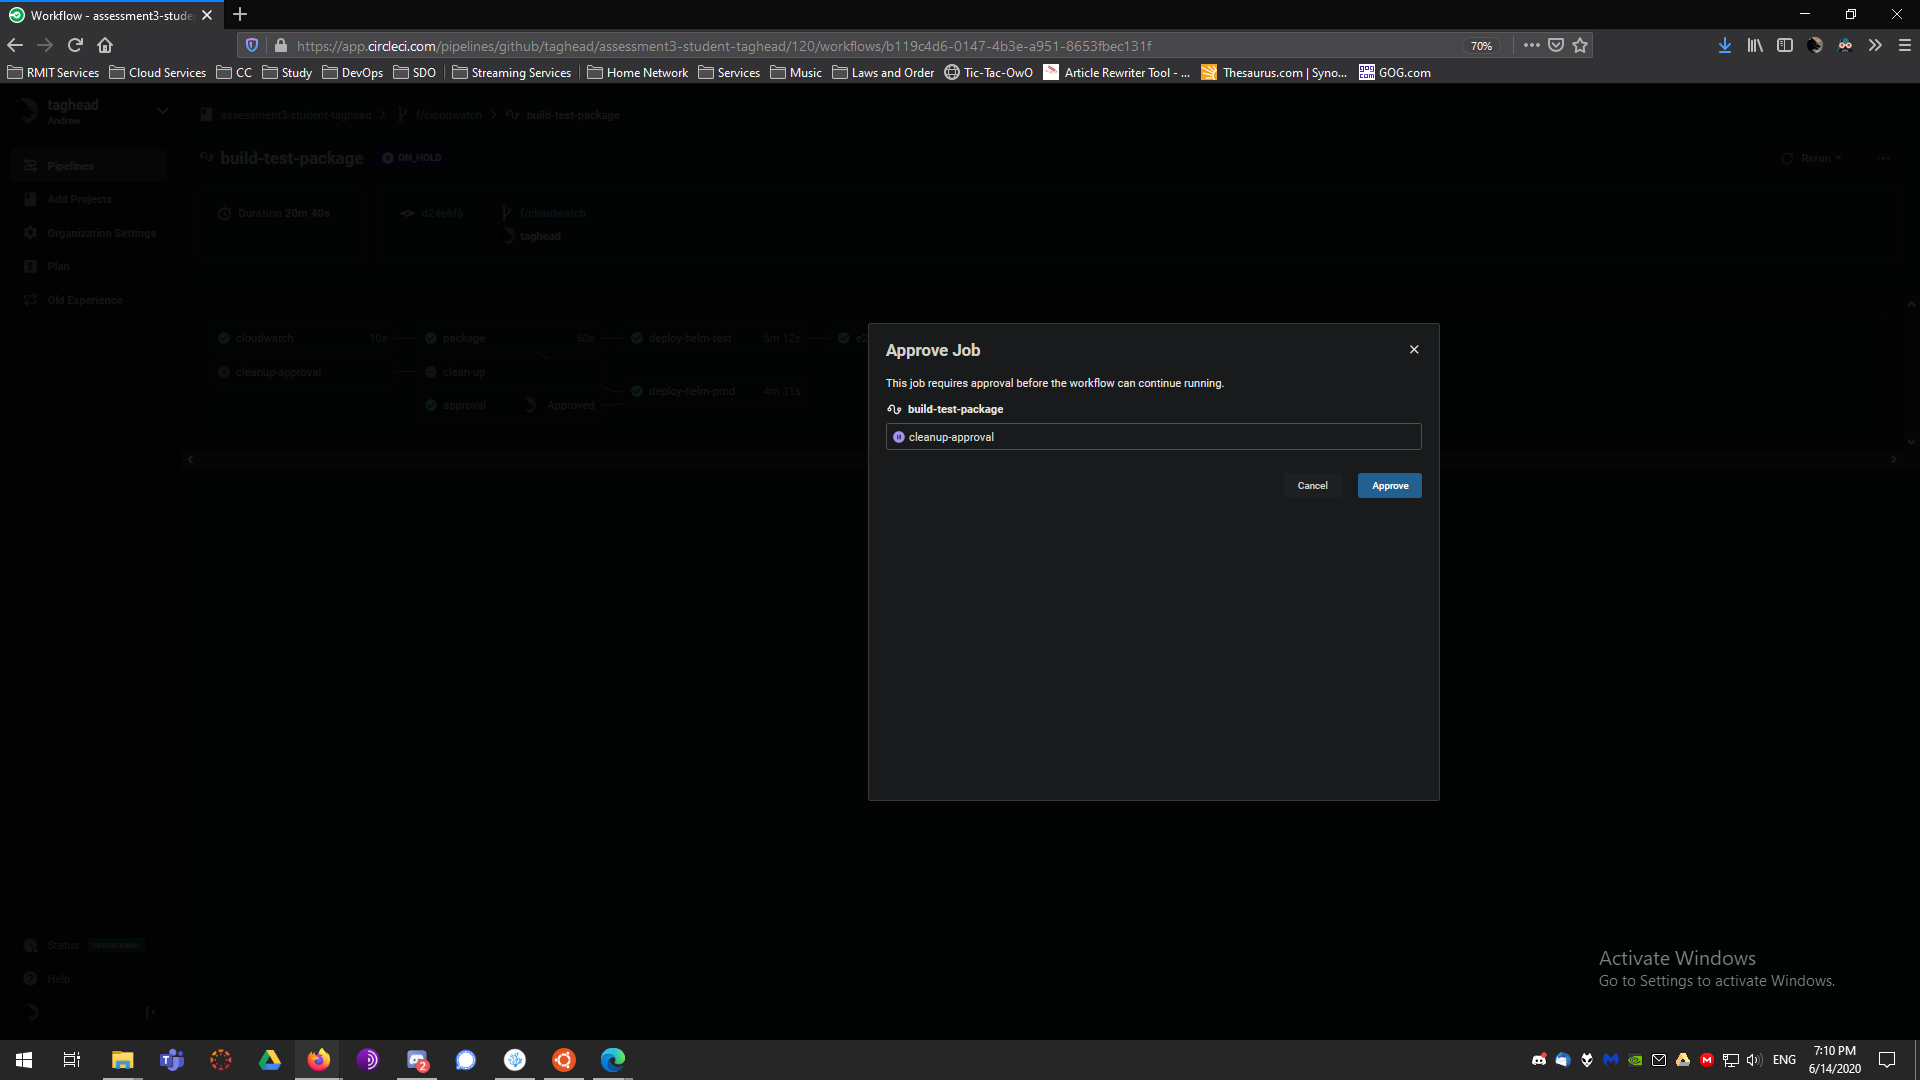 Workflow - assessment3-stude
https://app.circleci.com/pipelines/github/taghead/assessment3-student-taghead/120/workflows/b119c4d6-0147-4b3e-a951-8653fbec131f
70%
RMIT Services Cloud Services CC Study DevOps SDO Streaming Services Home Network Services Music Laws and Order Tic-Tac-OwO Article Rewriter Tool - ... Thesaurus.com | Syno... GOG.com
taghead
Andrew
assessment3-student-taghead f/cloudwatch build-test-package
build-test-package ON_HOLD
Rerun
Pipelines
Add Projects
Organization Settings
Plan
Old Experience
Duration 20m 40s d24e6f6 f/cloudwatch
taghead
cloudwatch 10s package 50s deploy-helm-test 5m 12s e2
cleanup-approval clean-up
deploy-helm-prod 4m 31s
approval Approved
Approve Job
This job requires approval before the workflow can continue running.
build-test-package
cleanup-approval
Cancel Approve
Status OPERATIONAL
Help
Activate Windows
Go to Settings to activate Windows.
2
ENG
7:10 PM
6/14/2020